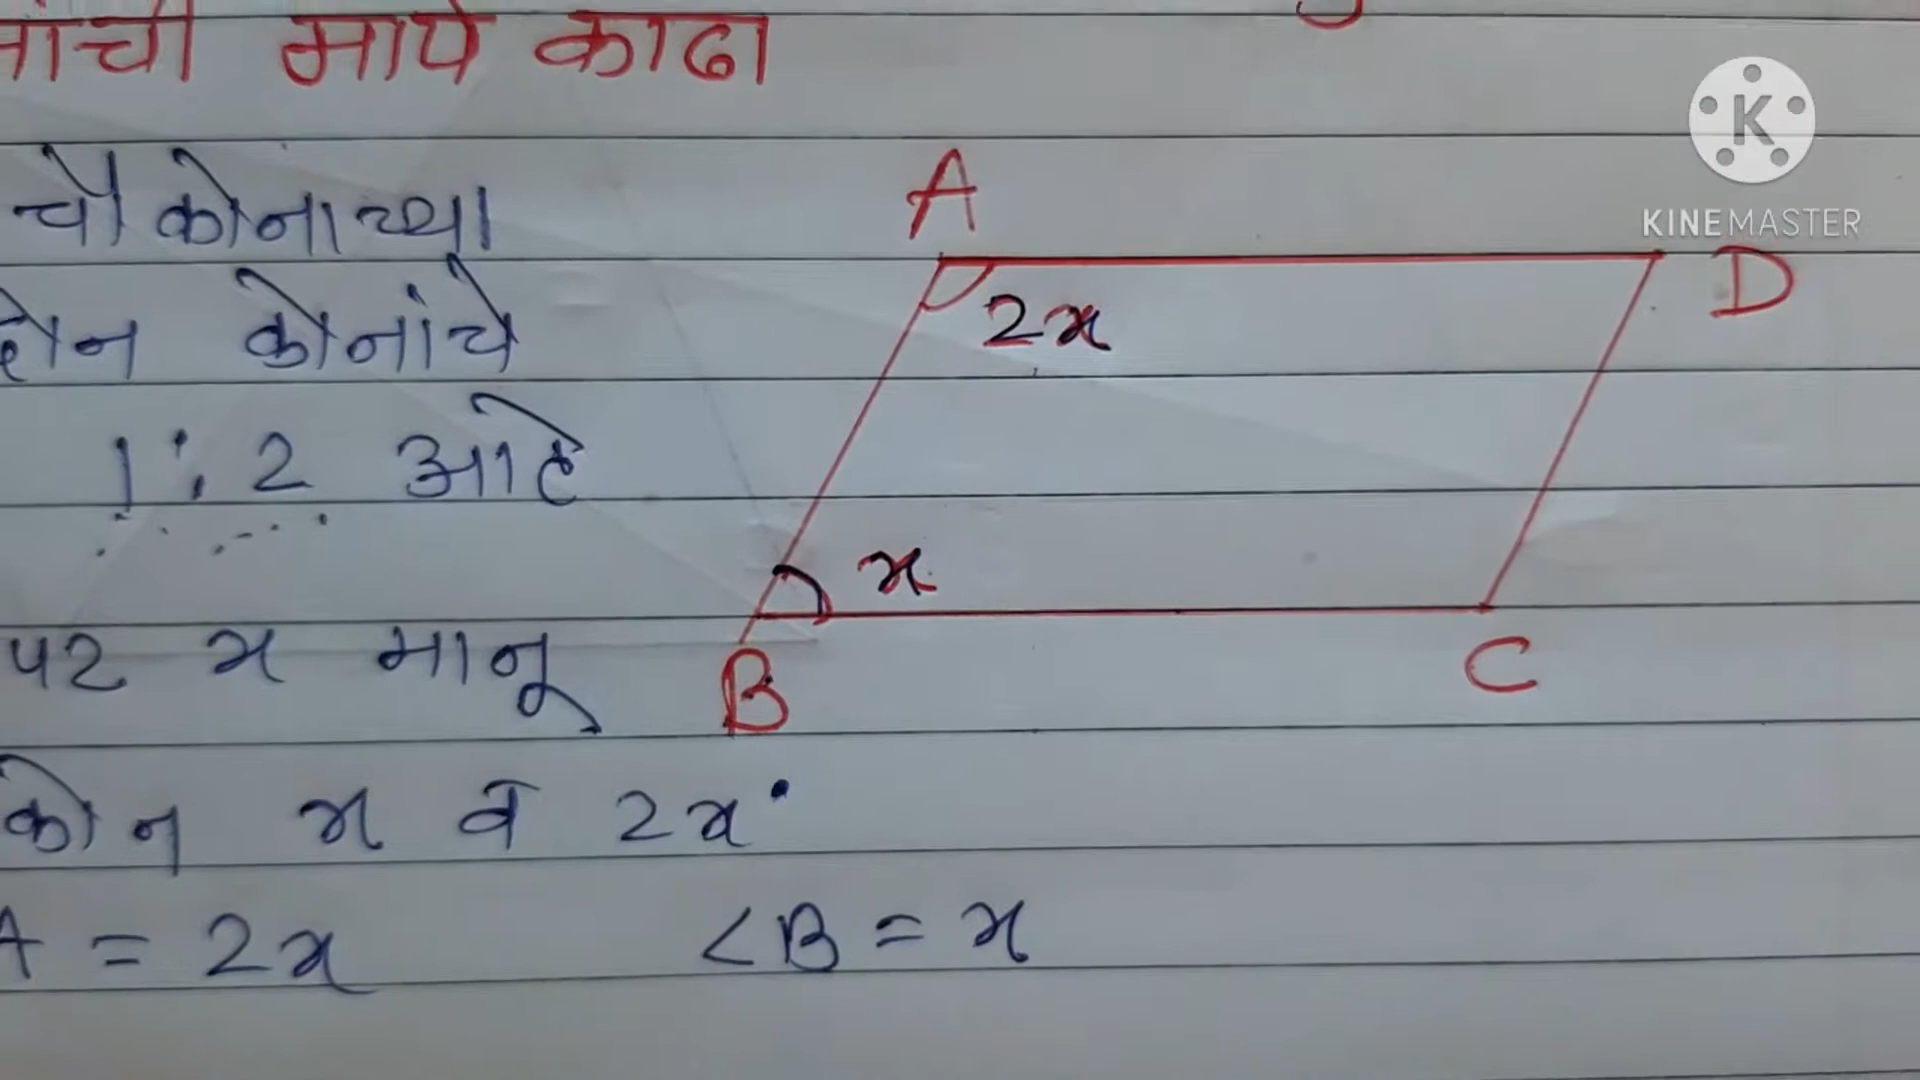 मापे काढा
चौकोनाच्या
दोन कोनांचे
1:2 आहे
x मानू
कोन x व 2x
A = 2x <B = x
A
D
2x
x
B
C
KINEMASTER